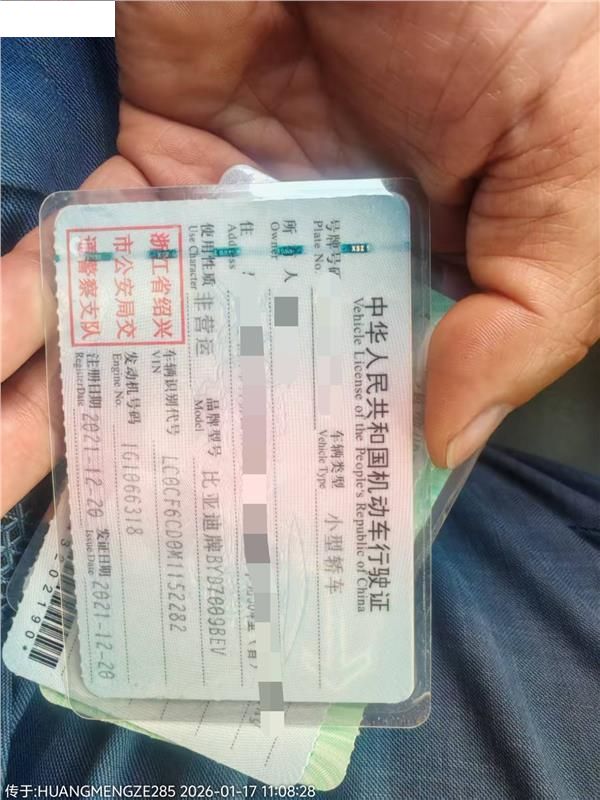 中华人民共和国机动车行驶证
Vehicle License of the People's Republic of China
号牌号码
Plate No.
车辆类型
Vehicle Type
小型轿车
所 人
Owner
住
Address
使用性质
Use Character
非营运
品牌型号
Model
比亚迪牌BYD7009BEV
车辆识别代号
VIN
LC0CF6CD0M1152282
发动机号码
Engine No.
1G1066318
注册日期
RegisterDate
2021-12-20
发证日期
IssueDate
2021-12-20
浙江省绍兴
市公安局交
通警察支队
02190*
传于:HUANGMENGZE285 2026-01-17 11:08:28